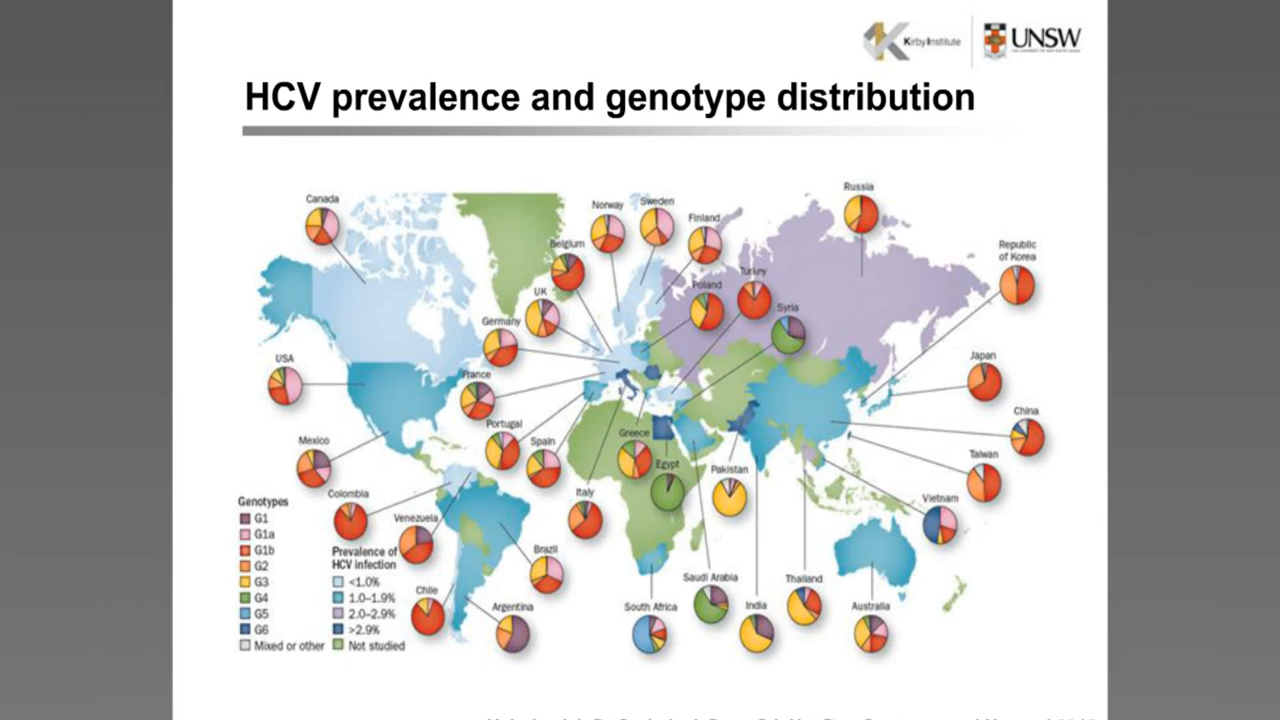 Kirby Institute
UNSW
HCV prevalence and genotype distribution
Canada
Norway
Sweden
Finland
Russia
Republic
of Korea
Belgium
Turkey
Poland
UK
Syria
Germany
USA
France
Japan
Portugal
Spain
Greece
China
Mexico
Egypt
Pakistan
Taiwan
Colombia
Italy
Vietnam
Venezuela
Brazil
Chile
Argentina
South Africa
Saudi Arabia
India
Thailand
Australia
Genotypes
G1
G1a
G1b
G2
G3
G4
G5
G6
Mixed or other
Prevalence of
HCV infection
<1.0%
1.0–1.9%
2.0–2.9%
>2.9%
Not studied